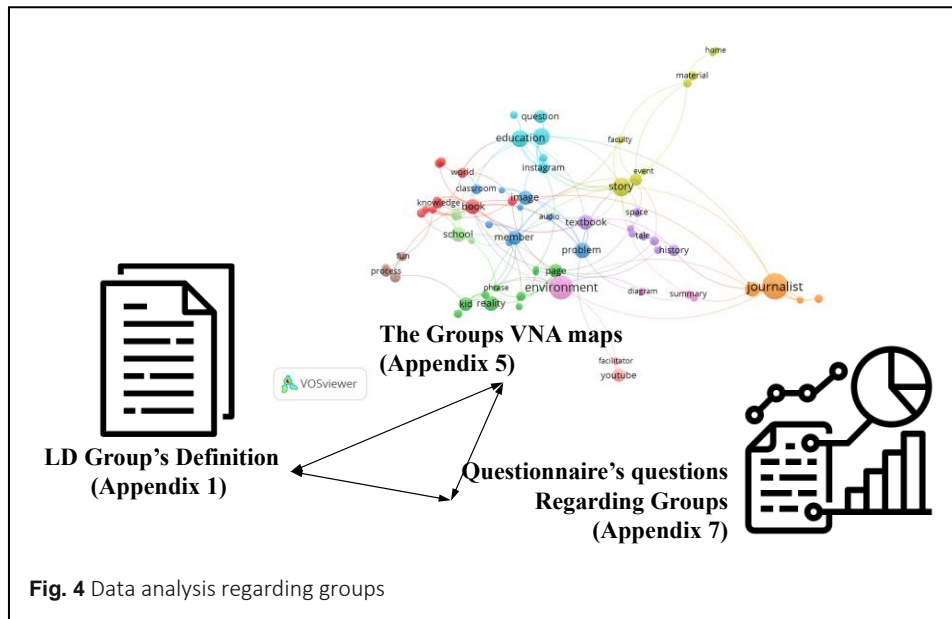 home
material
question
education
faculty
instagram
event
world
story
classroom
image
knowledge
book
space
audio
textbook
school
member
tale
problem
history
fun
page
process
phrase
environment
diagram
summary
journalist
kid
reality
The Groups VNA maps
(Appendix 5)
facilitator
youtube
VOSviewer
LD Group’s Definition
(Appendix 1)
Questionnaire’s questions
Regarding Groups
(Appendix 7)
Fig. 4 Data analysis regarding groups